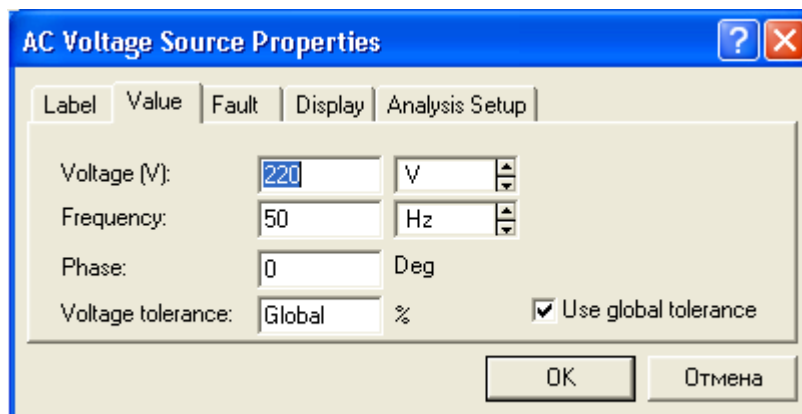 AC Voltage Source Properties
?
Label Value Fault Display Analysis Setup
Voltage (V): 220 V
Frequency: 50 Hz
Phase: 0 Deg
Voltage tolerance: Global % Use global tolerance
OK Отмена